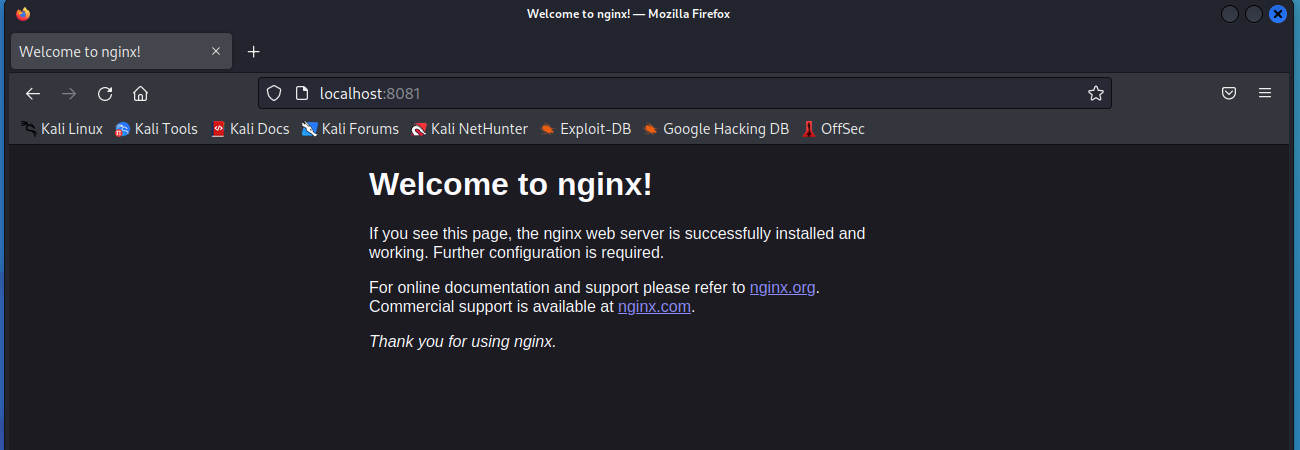 Welcome to nginx! — Mozilla Firefox
Welcome to nginx!
localhost:8081
Kali Linux Kali Tools Kali Docs Kali Forums Kali NetHunter Exploit-DB Google Hacking DB OffSec
Welcome to nginx!
If you see this page, the nginx web server is successfully installed and
working. Further configuration is required.
For online documentation and support please refer to nginx.org.
Commercial support is available at nginx.com.
Thank you for using nginx.